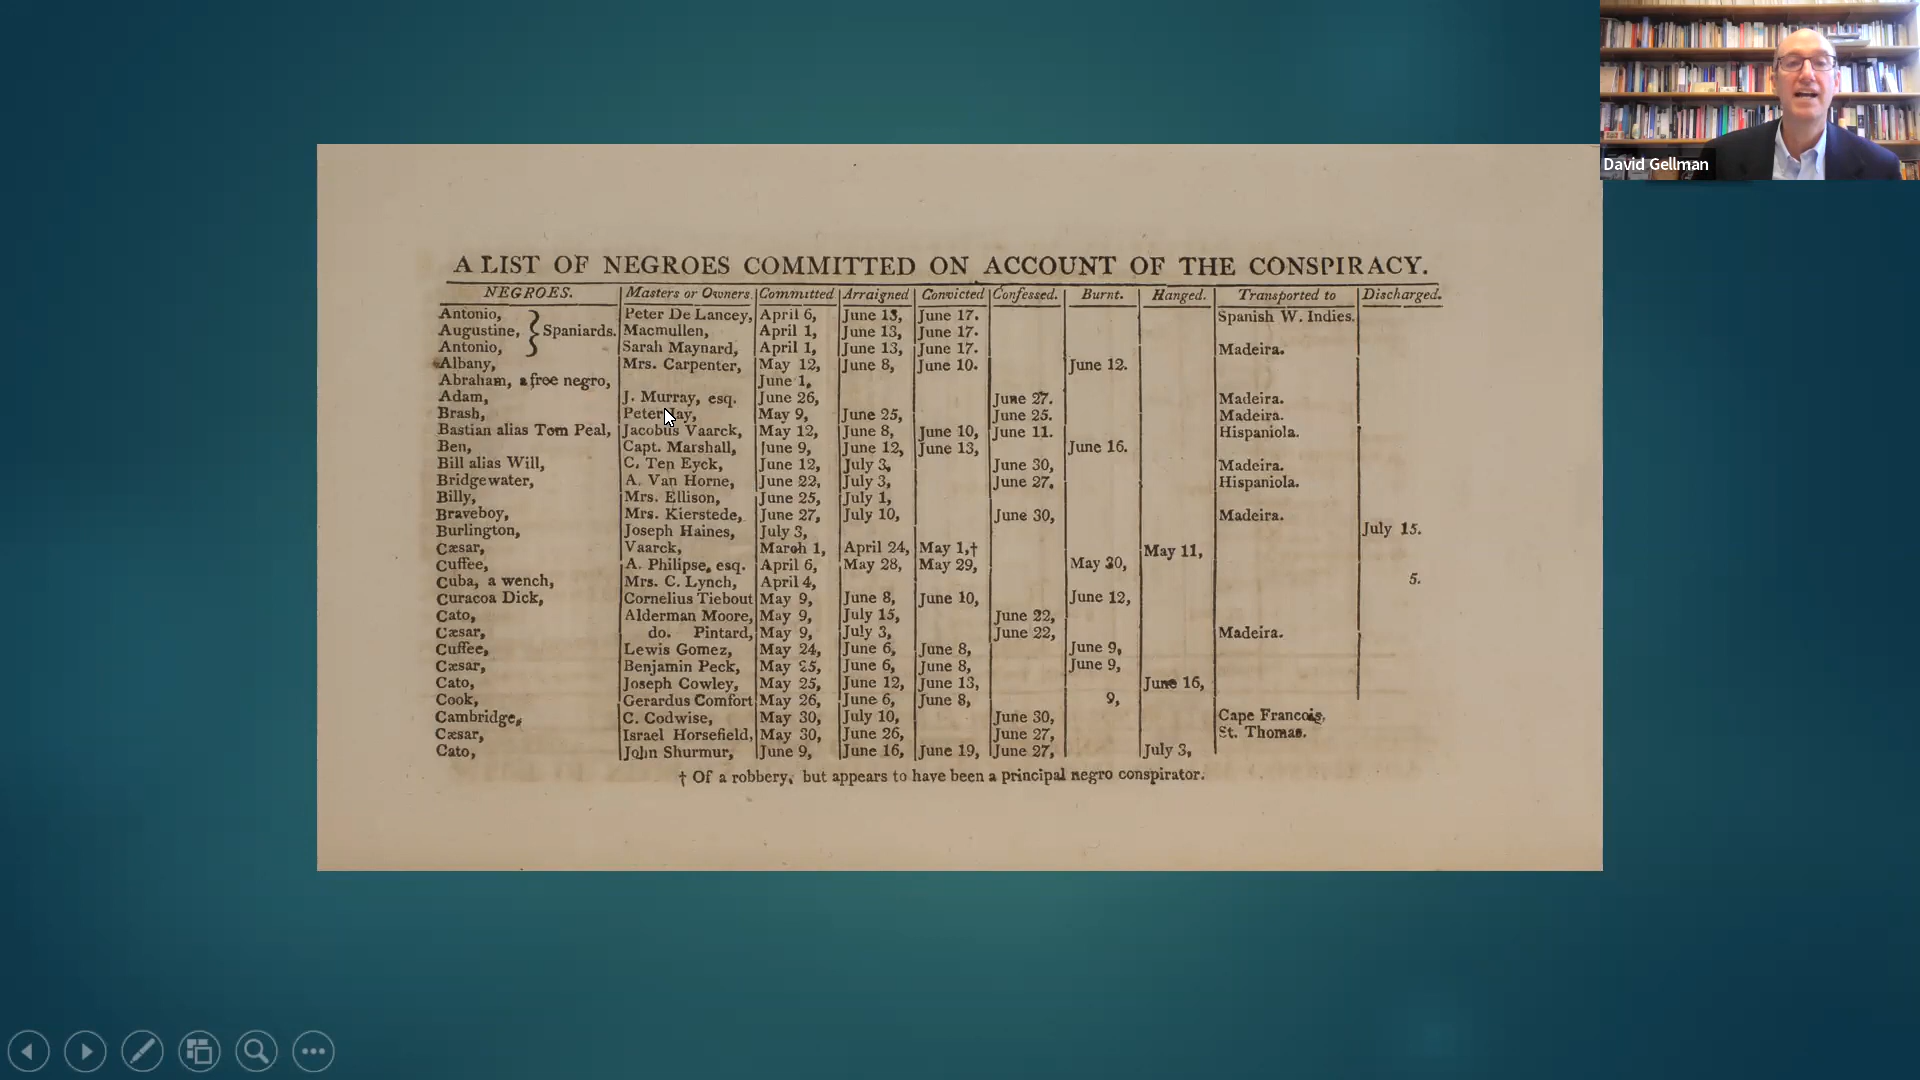 David Gellman
A LIST OF NEGROES COMMITTED ON ACCOUNT OF THE CONSPIRACY.
NEGROES. Masters or Owners. Committed Arraigned Convicted Confessed. Burnt. Hanged. Transported to Discharged.
Antonio, Peter De Lancey, April 6, June 13, June 17. Spanish W. Indies.
Augustine, Spaniards. Macmullen, April 1, June 13, June 17.
Antonio, Sarah Maynard, April 1, June 13, June 17. Madeira.
Albany, Mrs. Carpenter, May 12, June 8, June 10. June 12.
Abraham, a free negro, June 1,
Adam, J. Murray, esq. June 26, June 27. Madeira.
Brash, Peter Jay, May 9, June 25, June 25. Madeira.
Bastian alias Tom Peal, Jacobus Vaarck, May 12, June 8, June 10, June 11. Hispaniola.
Ben, Capt. Marshall, June 9, June 12, June 13, June 16.
Bill alias Will, C. Ten Eyck, June 12, July 3, June 30, Madeira.
Bridgewater, A. Van Horne, June 22, July 3, June 27, Hispaniola.
Billy, Mrs. Ellison, June 25, July 1,
Braveboy, Mrs. Kierstede, June 27, July 10, June 30, Madeira.
Burlington, Joseph Haines, July 3, July 15.
Cæsar, Vaarck, March 1, April 24, May 1,† May 11,
Cuffee, A. Philipse, esq. April 6, May 28, May 29, May 30,
Cuba, a wench, Mrs. C. Lynch, April 4, 5.
Curacoa Dick, Cornelius Tiebout May 9, June 8, June 10, June 12,
Cato, Alderman Moore, May 9, July 15, June 22,
Cæsar, do. Pintard, May 9, July 3, June 22, Madeira.
Cuffee, Lewis Gomez, May 24, June 6, June 8, June 9,
Cæsar, Benjamin Peck, May 25, June 6, June 8, June 9,
Cato, Joseph Cowley, May 25, June 12, June 13, June 16,
Cook, Gerardus Comfort May 26, June 6, June 8, 9,
Cambridge, C. Codwise, May 30, July 10, June 30, Cape Francois.
Cæsar, Israel Horsefield, May 30, June 26, June 27, St. Thomas.
Cato, John Shurmur, June 9, June 16, June 19, June 27, July 3,
† Of a robbery, but appears to have been a principal negro conspirator.